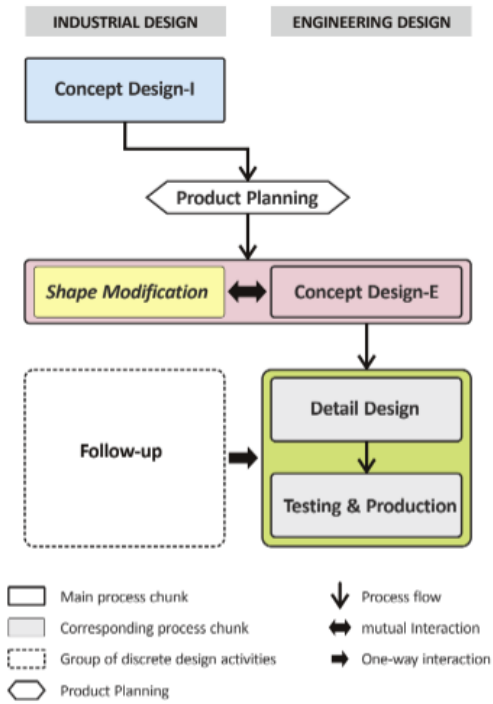 INDUSTRIAL DESIGN
ENGINEERING DESIGN
Concept Design-I
Product Planning
Shape Modification
Concept Design-E
Detail Design
Follow-up
Testing & Production
Main process chunk
Process flow
Corresponding process chunk
mutual Interaction
Group of discrete design activities
One-way interaction
Product Planning